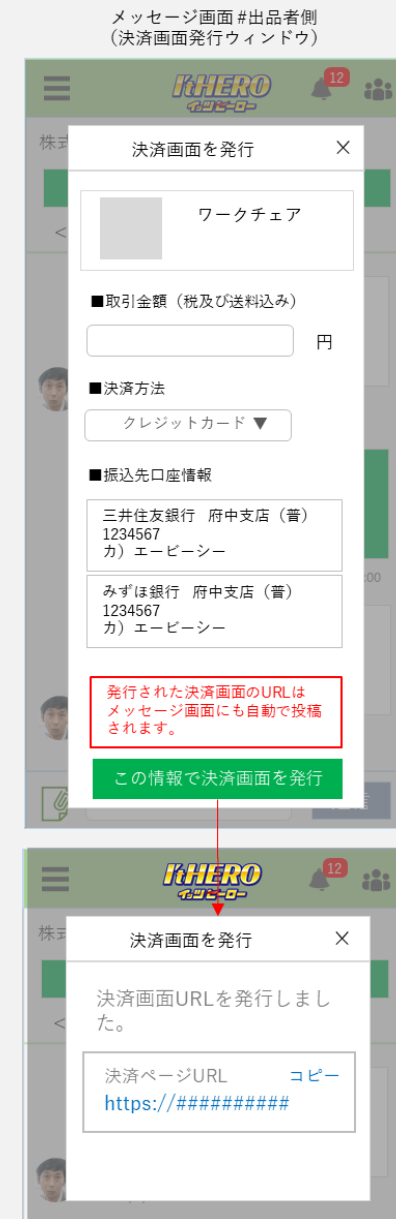 メッセージ画面 #出品者側
（決済画面発行ウィンドウ）
It HERO
イッツヒーロー
12
株式
決済画面を発行 ×
<
ワークチェア
■取引金額（税及び送料込み）
円
■決済方法
クレジットカード ▼
■振込先口座情報
三井住友銀行 府中支店（普）
1234567
カ）エービーシー
:00
みずほ銀行 府中支店（普）
1234567
カ）エービーシー
発行された決済画面のURLは
メッセージ画面にも自動で投稿
されます。
この情報で決済画面を発行
It HERO
イッツヒーロー
12
株式
決済画面を発行 ×
<
決済画面URLを発行しまし
た。
決済ページURL コピー
https://##########